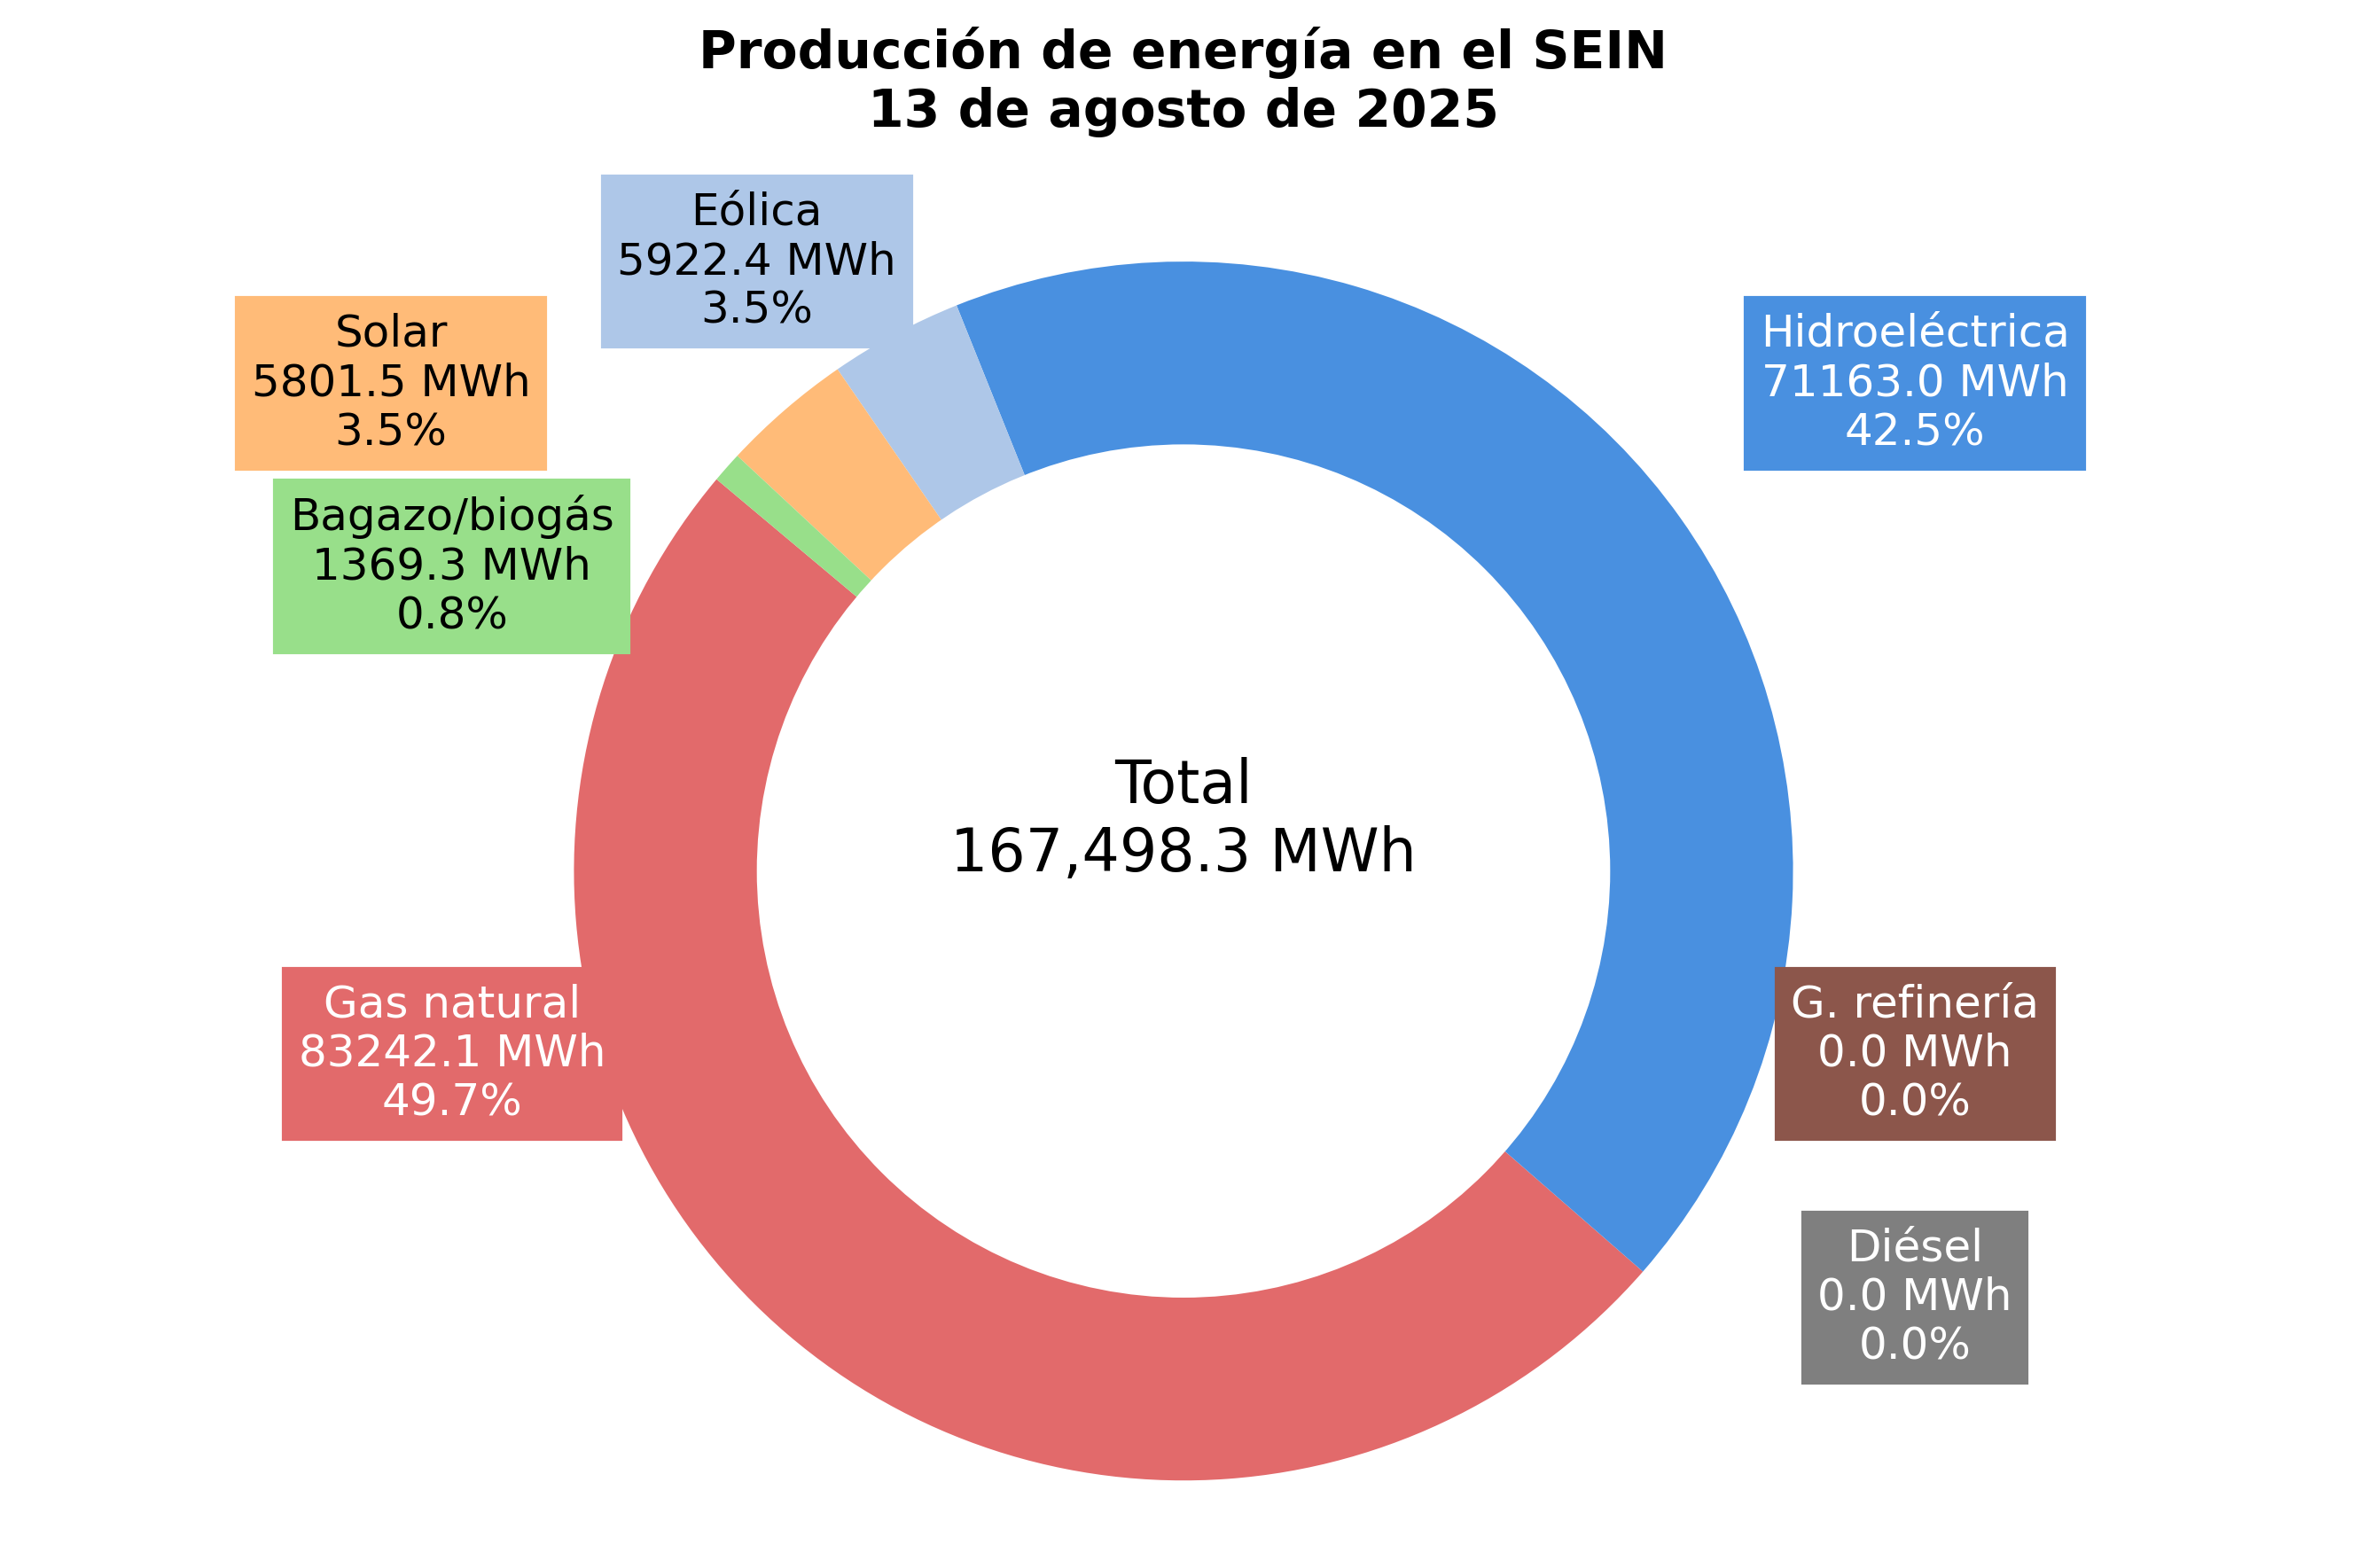 Producción de energía en el SEIN
13 de agosto de 2025
Eólica
5922.4 MWh
3.5%
Solar
5801.5 MWh
3.5%
Hidroeléctrica
71163.0 MWh
42.5%
Bagazo/biogás
1369.3 MWh
0.8%
Total
167,498.3 MWh
Gas natural
83242.1 MWh
49.7%
G. refinería
0.0 MWh
0.0%
Diésel
0.0 MWh
0.0%